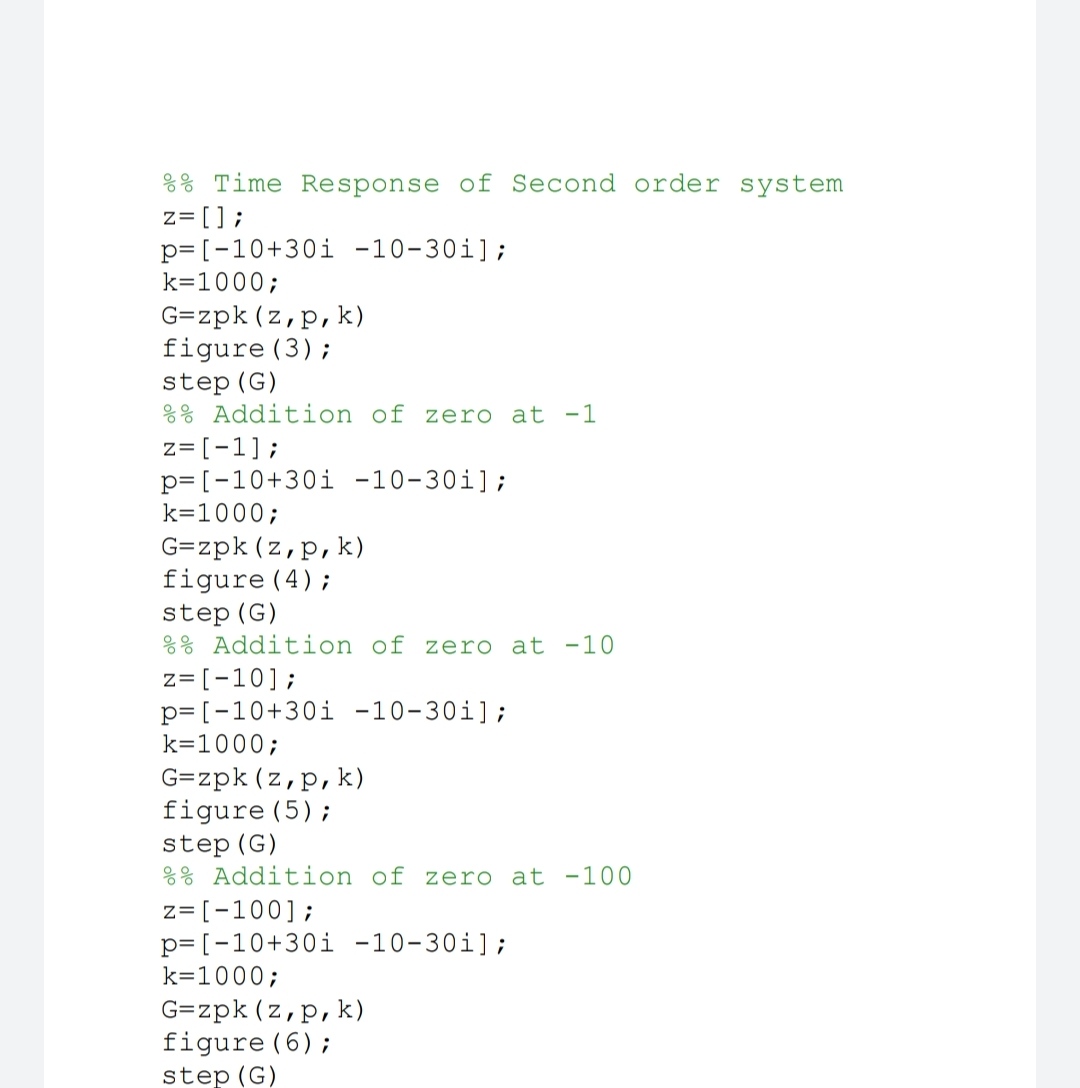 %% Time Response of Second order system
z=[];
p=[-10+30i -10-30i];
k=1000;
G=zpk(z,p,k)
figure(3);
step(G)
%% Addition of zero at -1
z=[-1];
p=[-10+30i -10-30i];
k=1000;
G=zpk(z,p,k)
figure(4);
step(G)
%% Addition of zero at -10
z=[-10];
p=[-10+30i -10-30i];
k=1000;
G=zpk(z,p,k)
figure(5);
step(G)
%% Addition of zero at -100
z=[-100];
p=[-10+30i -10-30i];
k=1000;
G=zpk(z,p,k)
figure(6);
step(G)